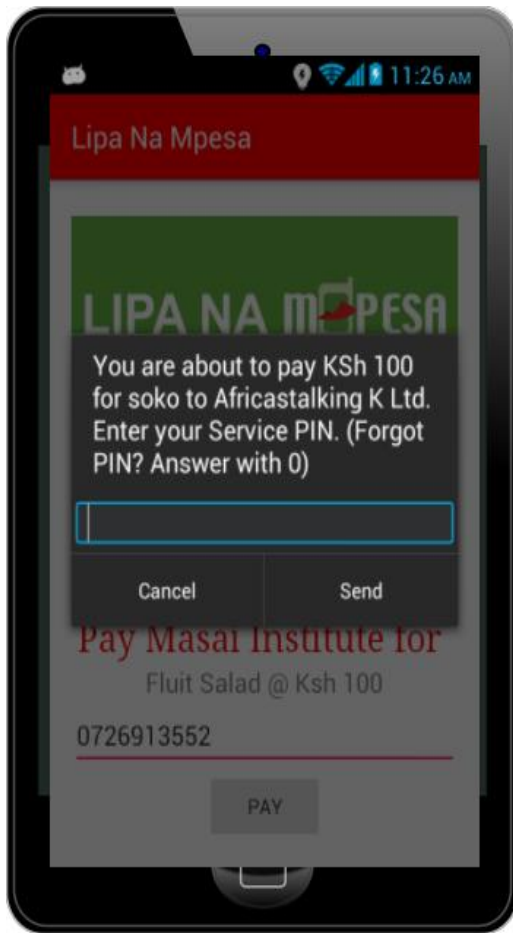 11:26 AM
Lipa Na Mpesa
LIPA NA M-PESA
You are about to pay KSh 100
for soko to Africastalking K Ltd.
Enter your Service PIN. (Forgot
PIN? Answer with 0)
Cancel Send
Pay Masai Institute for
Fluit Salad @ Ksh 100
0726913552
PAY